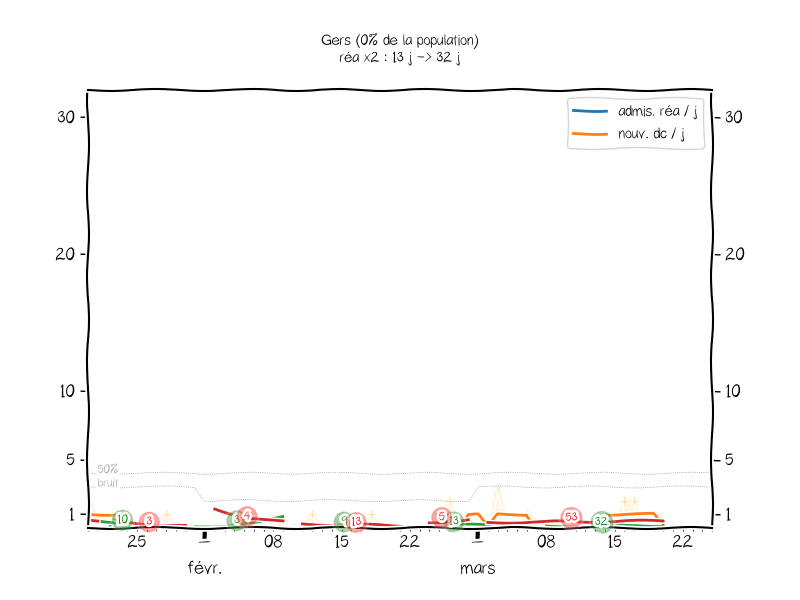 Gers (0% de la population)
réa x2 : 13 j -> 32 j
admis. réa / j
nouv. dc / j
30 30
20 20
10 10
5 5
50%
bruit
1 1
10 3 3 4 9 13 5 13 53 32
25 08 15 22 08 15 22
févr. mars